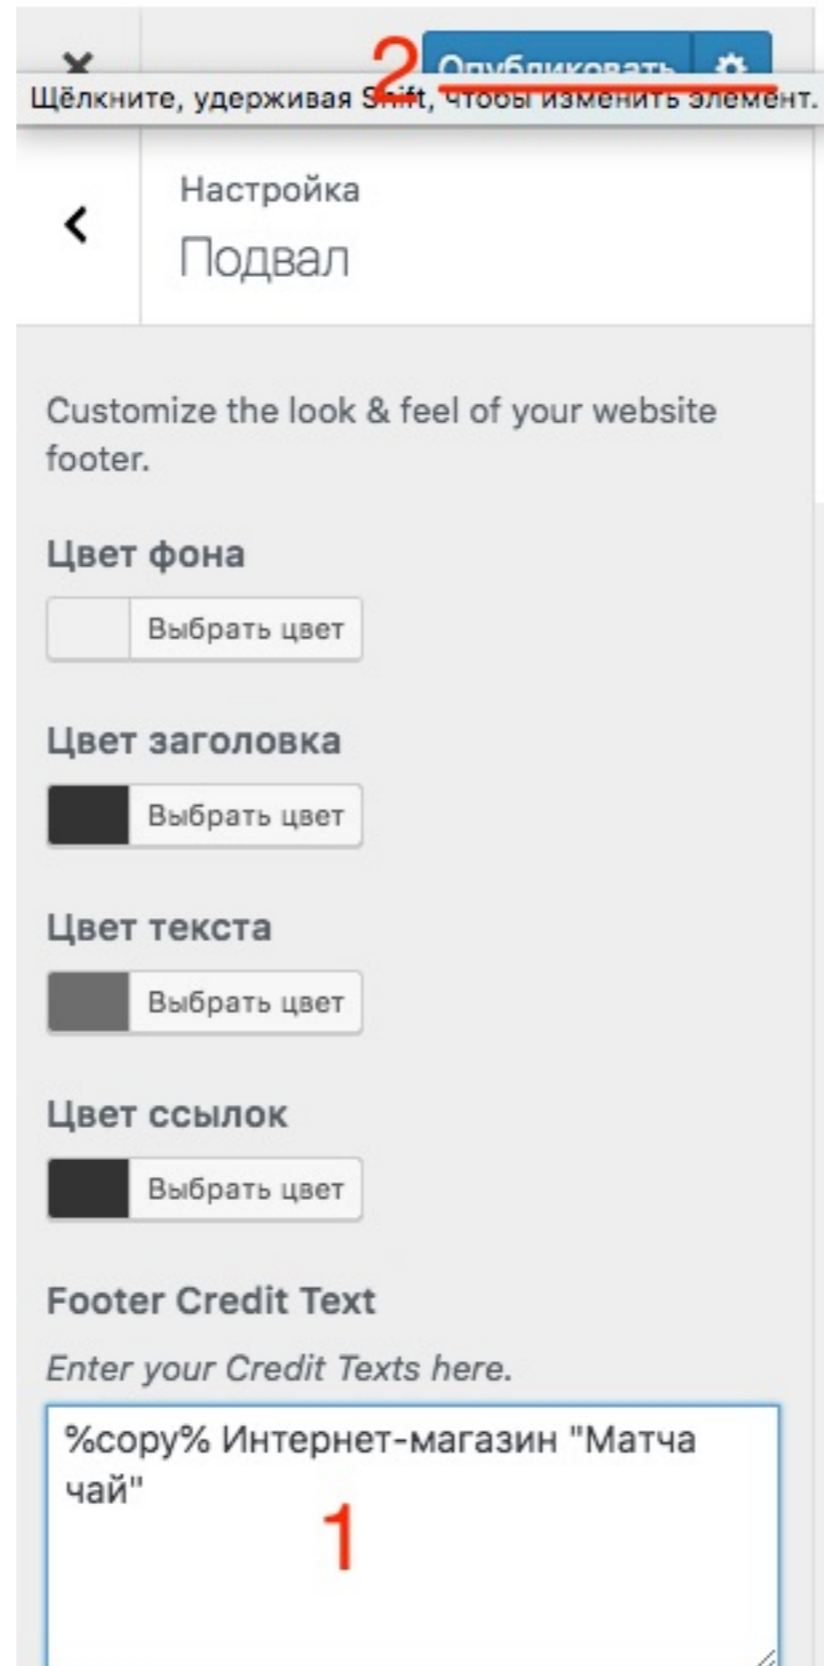 2 Опубликовать
Щёлкните, удерживая Shift, чтобы изменить элемент.
Настройка
Подвал
Customize the look & feel of your website
footer.
Цвет фона
Выбрать цвет
Цвет заголовка
Выбрать цвет
Цвет текста
Выбрать цвет
Цвет ссылок
Выбрать цвет
Footer Credit Text
Enter your Credit Texts here.
%copy% Интернет-магазин "Матча
чай"
1